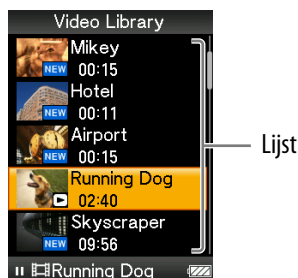 Video Library
Mikey
NEW 00:15
Hotel
NEW 00:11
Airport
NEW 00:15
Running Dog
02:40
Skyscraper
NEW 09:56
Running Dog
Lijst